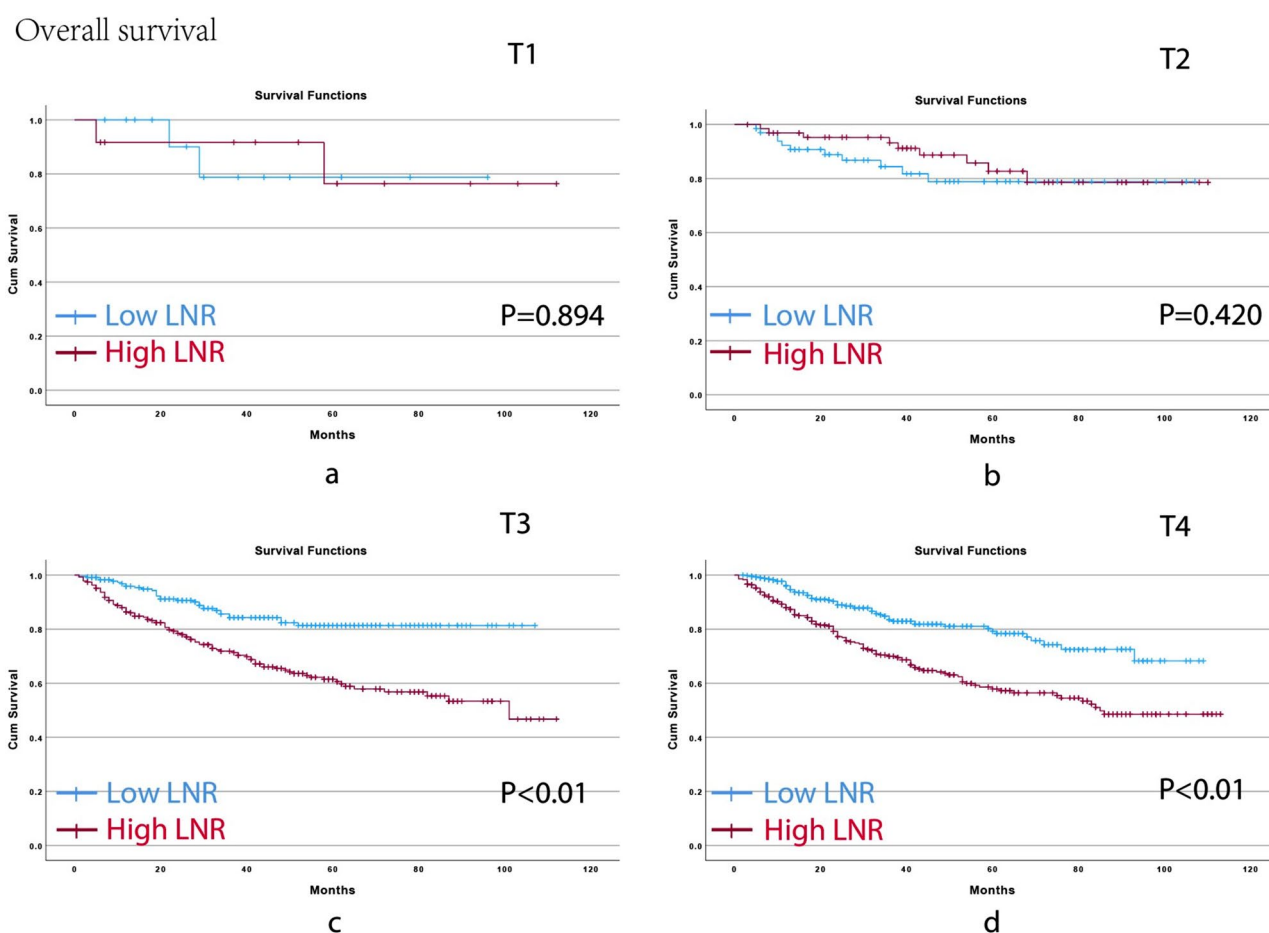 Overall survival
T1
Survival Functions
1.0
0.8
0.6
0.4
0.2
0.0
Cum Survival
Low LNR
High LNR
P=0.894
0 20 40 60 80 100 120
Months
a
T2
Survival Functions
1.0
0.8
0.6
0.4
0.2
0.0
Cum Survival
Low LNR
High LNR
P=0.420
0 20 40 60 80 100 120
Months
b
T3
Survival Functions
1.0
0.8
0.6
0.4
0.2
0.0
Cum Survival
Low LNR
High LNR
P<0.01
0 20 40 60 80 100 120
Months
c
T4
Survival Functions
1.0
0.8
0.6
0.4
0.2
0.0
Cum Survival
Low LNR
High LNR
P<0.01
0 20 40 60 80 100 120
Months
d